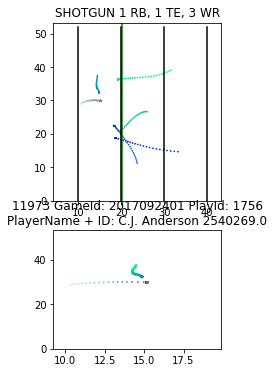 SHOTGUN 1 RB, 1 TE, 3 WR
50
40
30
20
10
0
10 20 30 40
11973 GameId: 2017092401 PlayId: 1756
PlayerName + ID: C.J. Anderson 2540269.0
40
20
0
10.0 12.5 15.0 17.5